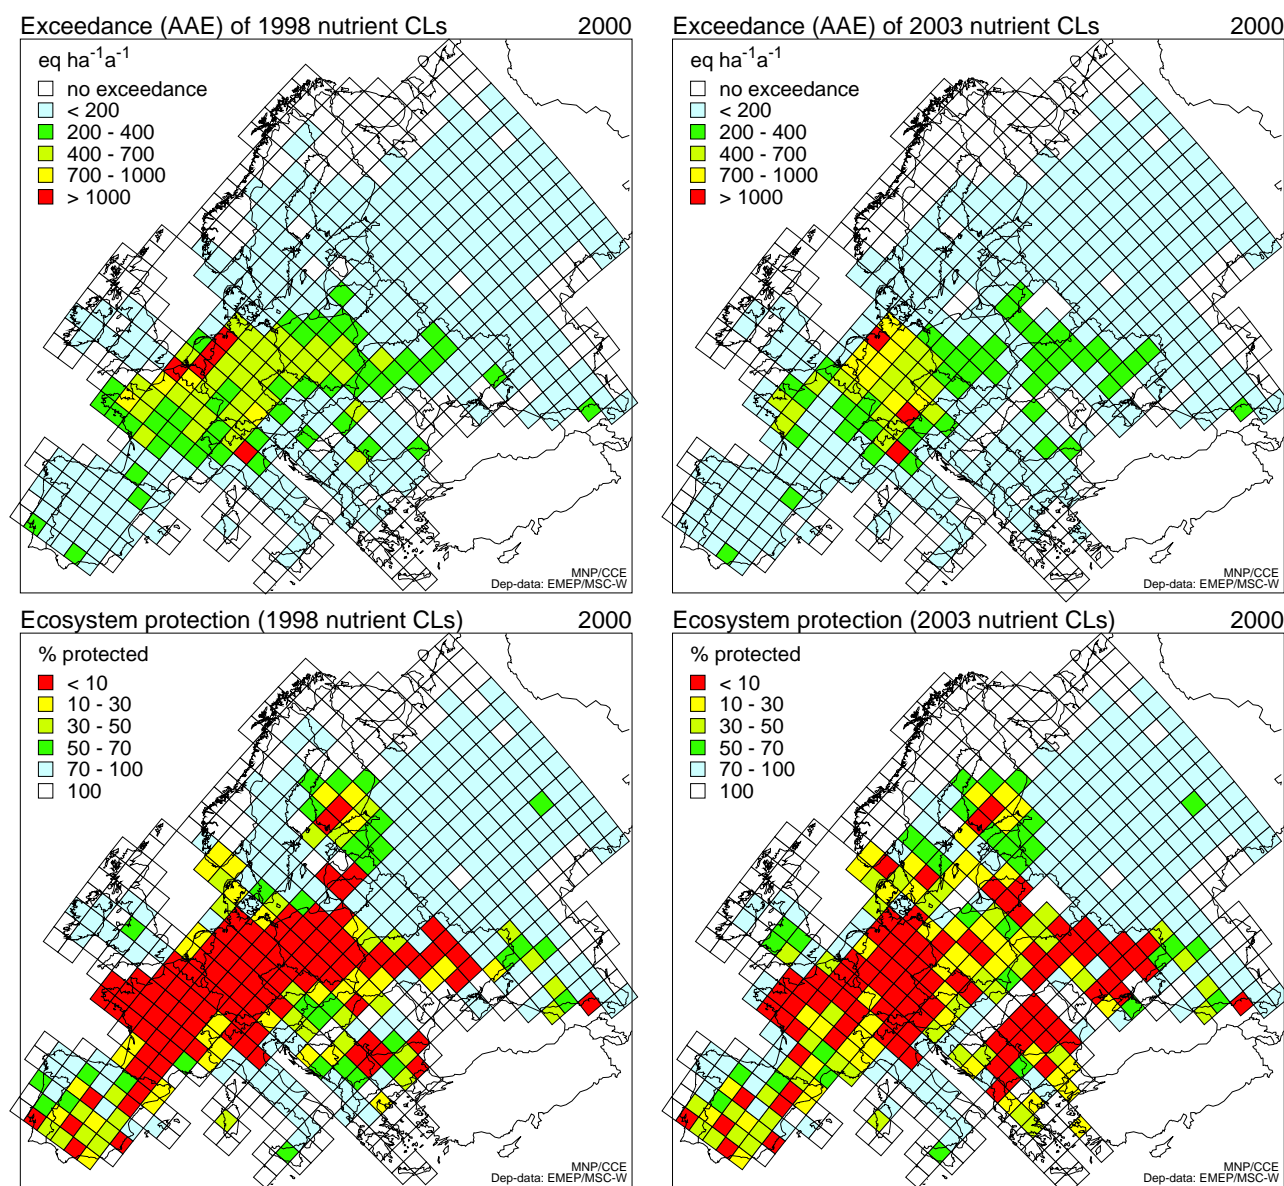 Exceedance (AAE) of 1998 nutrient CLs 2000
eq ha⁻¹a⁻¹
no exceedance
< 200
200 - 400
400 - 700
700 - 1000
> 1000
MNP/CCE
Dep-data: EMEP/MSC-W
Exceedance (AAE) of 2003 nutrient CLs 2000
eq ha⁻¹a⁻¹
no exceedance
< 200
200 - 400
400 - 700
700 - 1000
> 1000
MNP/CCE
Dep-data: EMEP/MSC-W
Ecosystem protection (1998 nutrient CLs) 2000
% protected
< 10
10 - 30
30 - 50
50 - 70
70 - 100
100
MNP/CCE
Dep-data: EMEP/MSC-W
Ecosystem protection (2003 nutrient CLs) 2000
% protected
< 10
10 - 30
30 - 50
50 - 70
70 - 100
100
MNP/CCE
Dep-data: EMEP/MSC-W